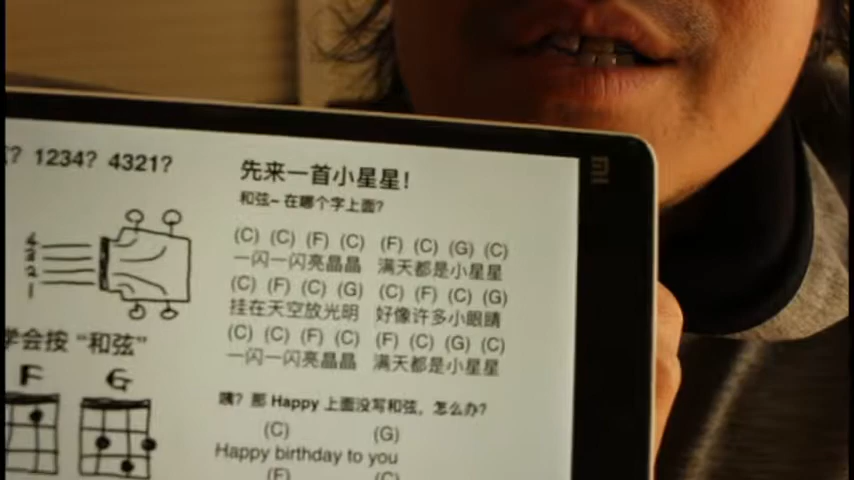 1234? 4321?
4
3
2
1
学会按 “和弦”
F G
先来一首小星星!
和弦~ 在哪个字上面?
(C) (C) (F) (C) (F) (C) (G) (C)
一闪一闪亮晶晶 满天都是小星星
(C) (F) (C) (G) (C) (F) (C) (G)
挂在天空放光明 好像许多小眼睛
(C) (C) (F) (C) (F) (C) (G) (C)
一闪一闪亮晶晶 满天都是小星星
咦? 那 Happy 上面没写和弦, 怎么办?
(C) (G)
Happy birthday to you
mi